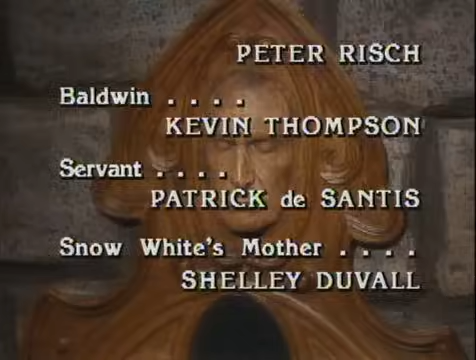 PETER RISCH
Baldwin . . . .
KEVIN THOMPSON
Servant . . . .
PATRICK de SANTIS
Snow White's Mother . . . .
SHELLEY DUVALL